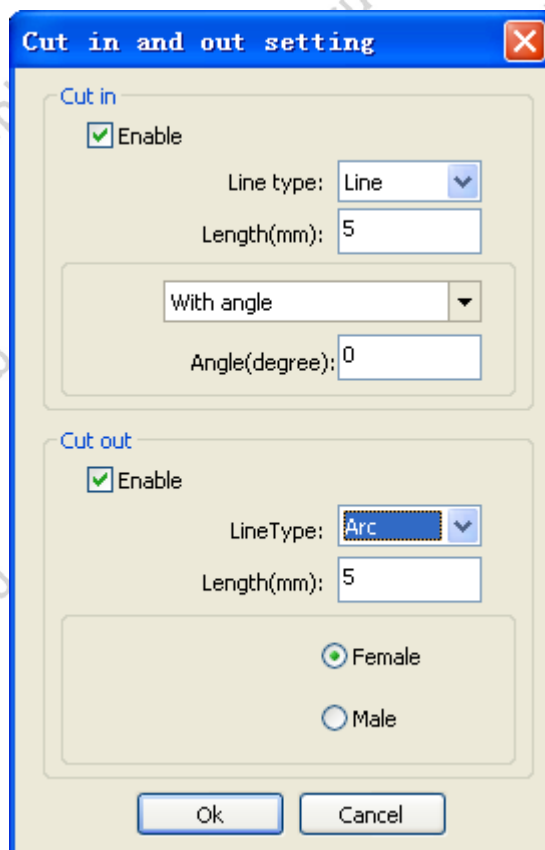 Cut in and out setting
Cut in
Enable
Line type: Line
Length(mm): 5
With angle
Angle(degree): 0
Cut out
Enable
LineType: Arc
Length(mm): 5
Female
Male
Ok Cancel